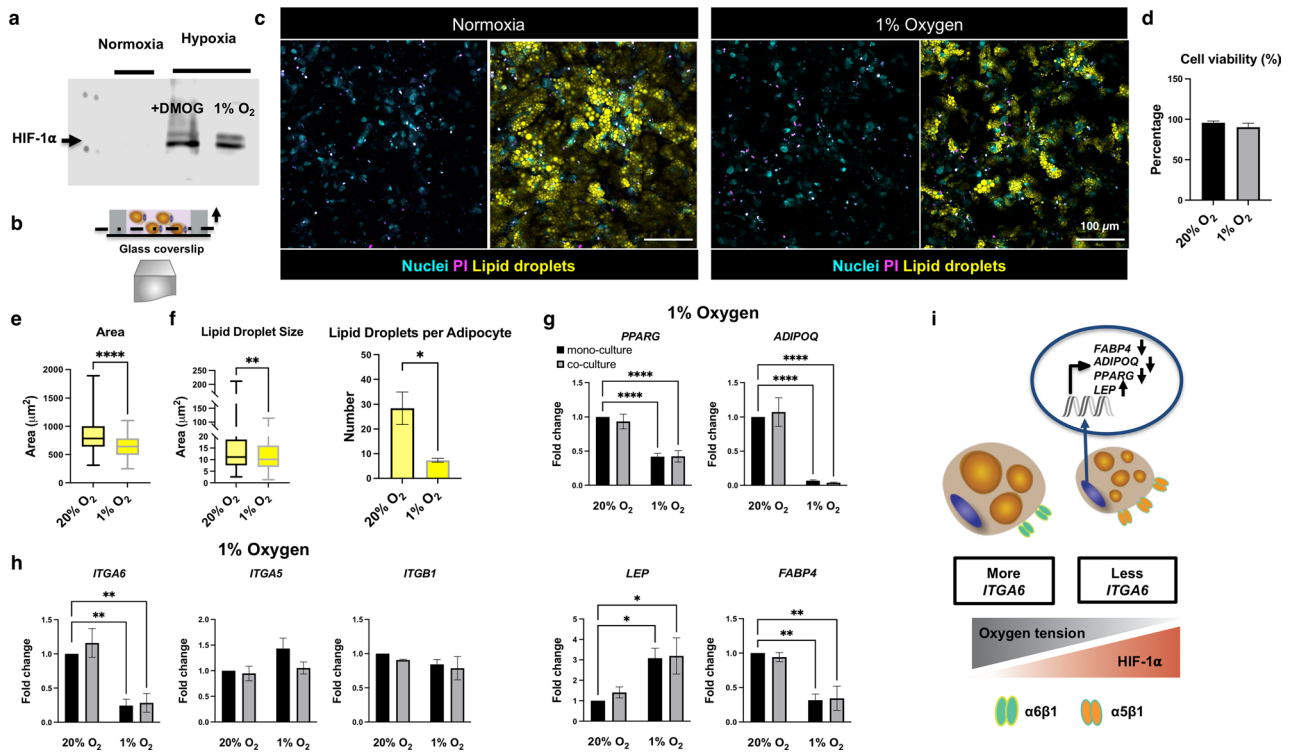 a
Normoxia
Hypoxia
+DMOG
1% O2
HIF-1α
b
Glass coverslip
c
Normoxia
1% Oxygen
100 µm
Nuclei PI Lipid droplets
Nuclei PI Lipid droplets
d
Cell viability (%)
Percentage
150
100
50
0
20% O2
1% O2
e
Area
****
Area (µm2)
2000
1500
1000
500
0
20% O2
1% O2
f
Lipid Droplet Size
**
Area (µm2)
250
200
150
100
50
20
15
10
5
0
20% O2
1% O2
Lipid Droplets per Adipocyte
*
Number
60
40
20
0
20% O2
1% O2
g
1% Oxygen
PPARG
mono-culture
co-culture
****
****
Fold change
1.5
1.0
0.5
0.0
20% O2
1% O2
ADIPOQ
****
****
Fold change
1.5
1.0
0.5
0.0
20% O2
1% O2
LEP
*
*
Fold change
5
4
3
2
1
0
20% O2
1% O2
FABP4
**
**
Fold change
1.5
1.0
0.5
0.0
20% O2
1% O2
h
1% Oxygen
ITGA6
**
**
Fold change
1.5
1.0
0.5
0.0
20% O2
1% O2
ITGA5
Fold change
2.0
1.5
1.0
0.5
0.0
20% O2
1% O2
ITGB1
Fold change
1.5
1.0
0.5
0.0
20% O2
1% O2
i
FABP4
ADIPOQ
PPARG
LEP
More
ITGA6
Less
ITGA6
Oxygen tension
HIF-1α
α6β1
α5β1